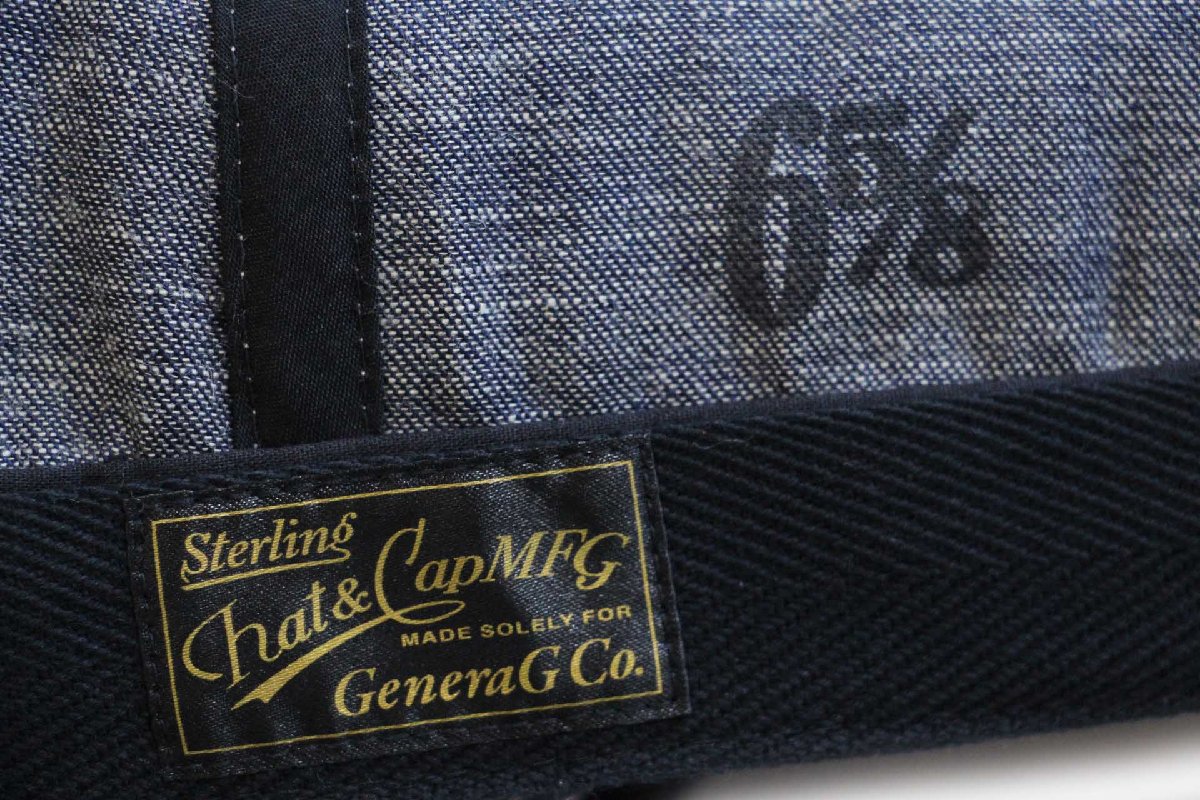 6⅝
Sterling
hat & Cap MFG
MADE SOLELY FOR
GeneraG Co.